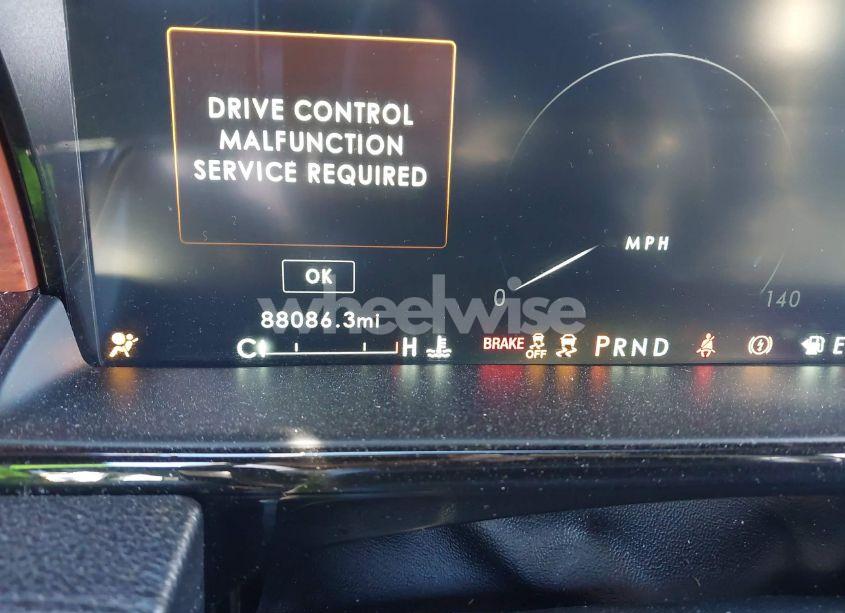 DRIVE CONTROL
MALFUNCTION
SERVICE REQUIRED
OK
MPH
0
140
wheelwise
88086.3mi
C H BRAKE OFF PRND E